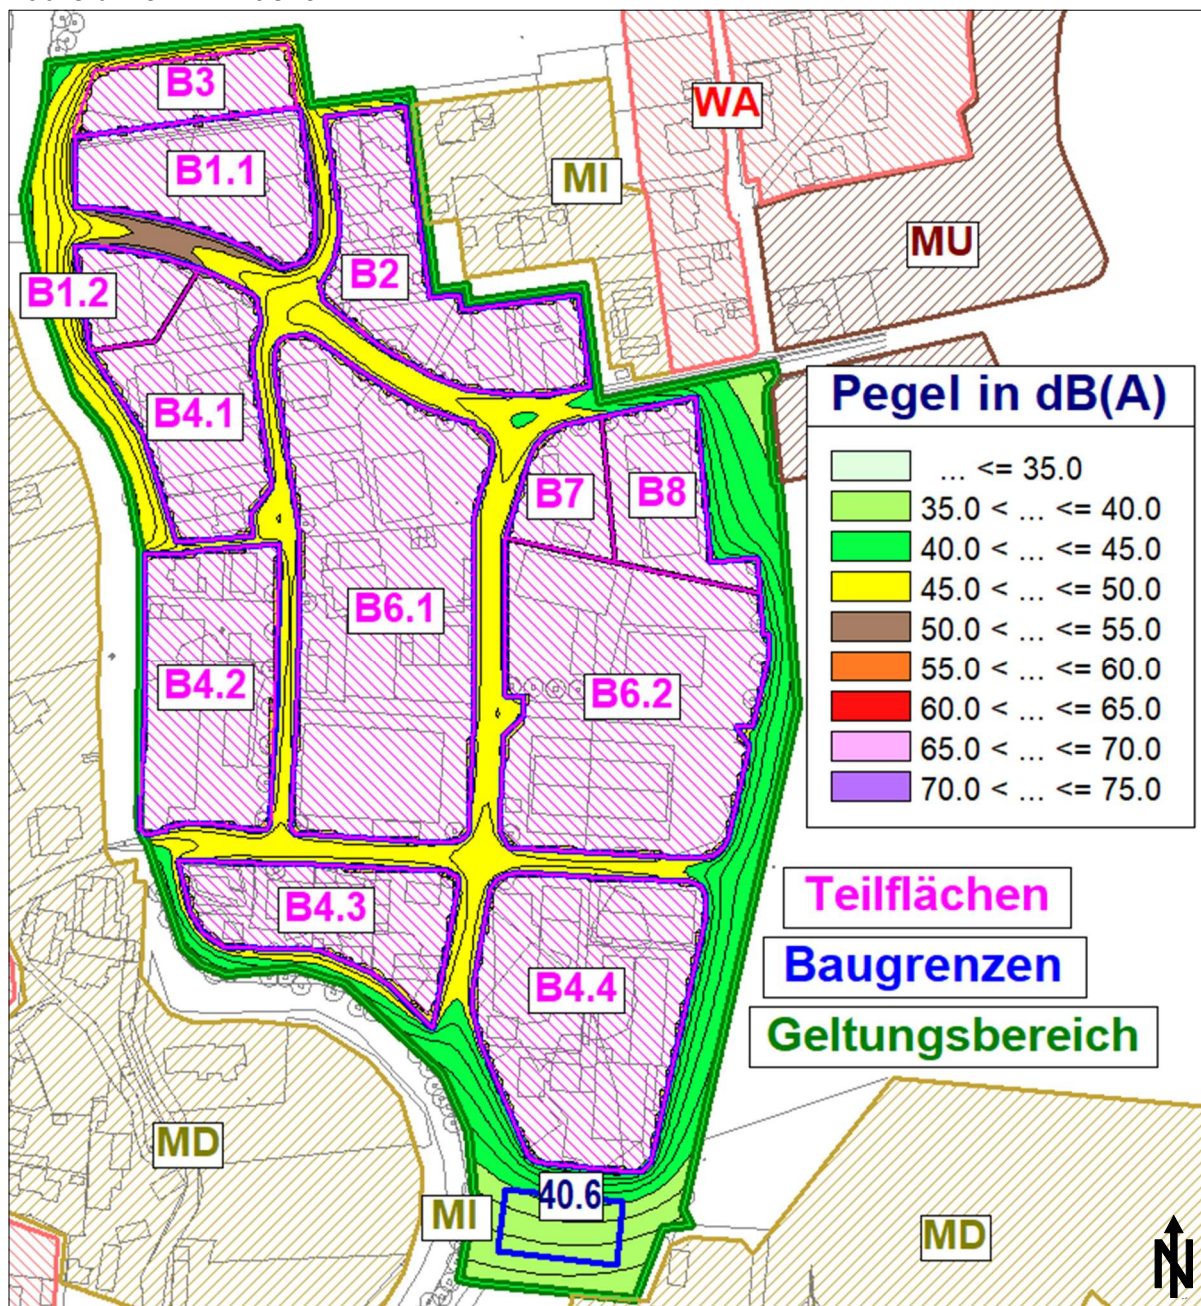 B3
WA
B1.1
MI
MU
B2
B1.2
Pegel in dB(A)
... <= 35.0
35.0 < ... <= 40.0
40.0 < ... <= 45.0
45.0 < ... <= 50.0
50.0 < ... <= 55.0
55.0 < ... <= 60.0
60.0 < ... <= 65.0
65.0 < ... <= 70.0
70.0 < ... <= 75.0
B4.1
B7
B8
B6.1
B4.2
B6.2
B4.3
Teilflächen
Baugrenzen
B4.4
Geltungsbereich
MD
40.6
MI
MD
N